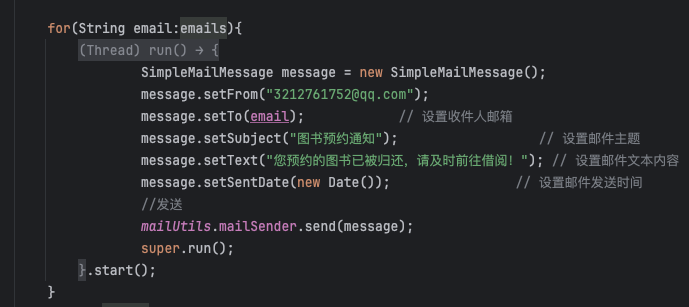 for(String email:emails){
(Thread) run() → {
SimpleMailMessage message = new SimpleMailMessage();
message.setFrom("3212761752@qq.com");
message.setTo(email); // 设置收件人邮箱
message.setSubject("图书预约通知"); // 设置邮件主题
message.setText("您预约的图书已被归还，请及时前往借阅！"); // 设置邮件文本内容
message.setSentDate(new Date()); // 设置邮件发送时间
//发送
mailUtils.mailSender.send(message);
super.run();
}.start();
}